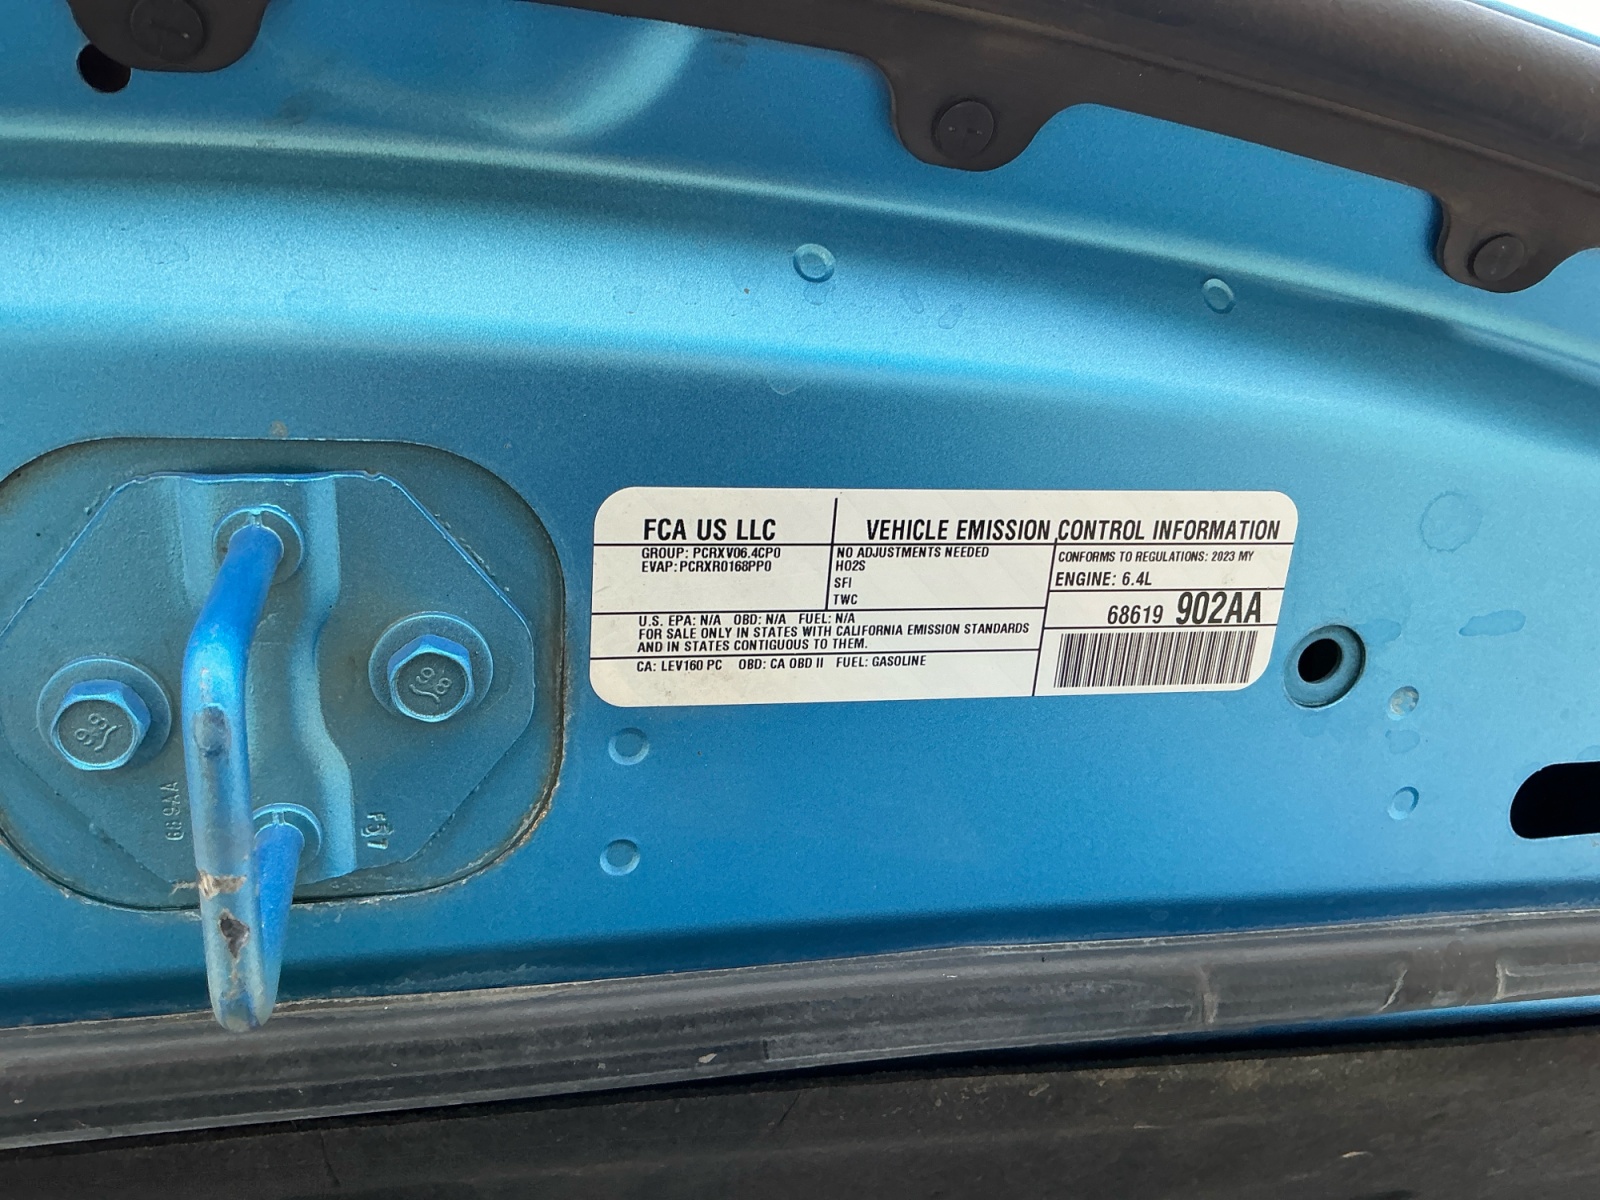 FCA US LLC
VEHICLE EMISSION CONTROL INFORMATION
GROUP: PCRXV06.4CP0
EVAP: PCRXR0168PP0
NO ADJUSTMENTS NEEDED
HO2S
SFI
TWC
CONFORMS TO REGULATIONS: 2023 MY
ENGINE: 6.4L
68619 902AA
U.S. EPA: N/A OBD: N/A FUEL: N/A
FOR SALE ONLY IN STATES WITH CALIFORNIA EMISSION STANDARDS
AND IN STATES CONTIGUOUS TO THEM.
CA: LEV160 PC OBD: CA OBD II FUEL: GASOLINE